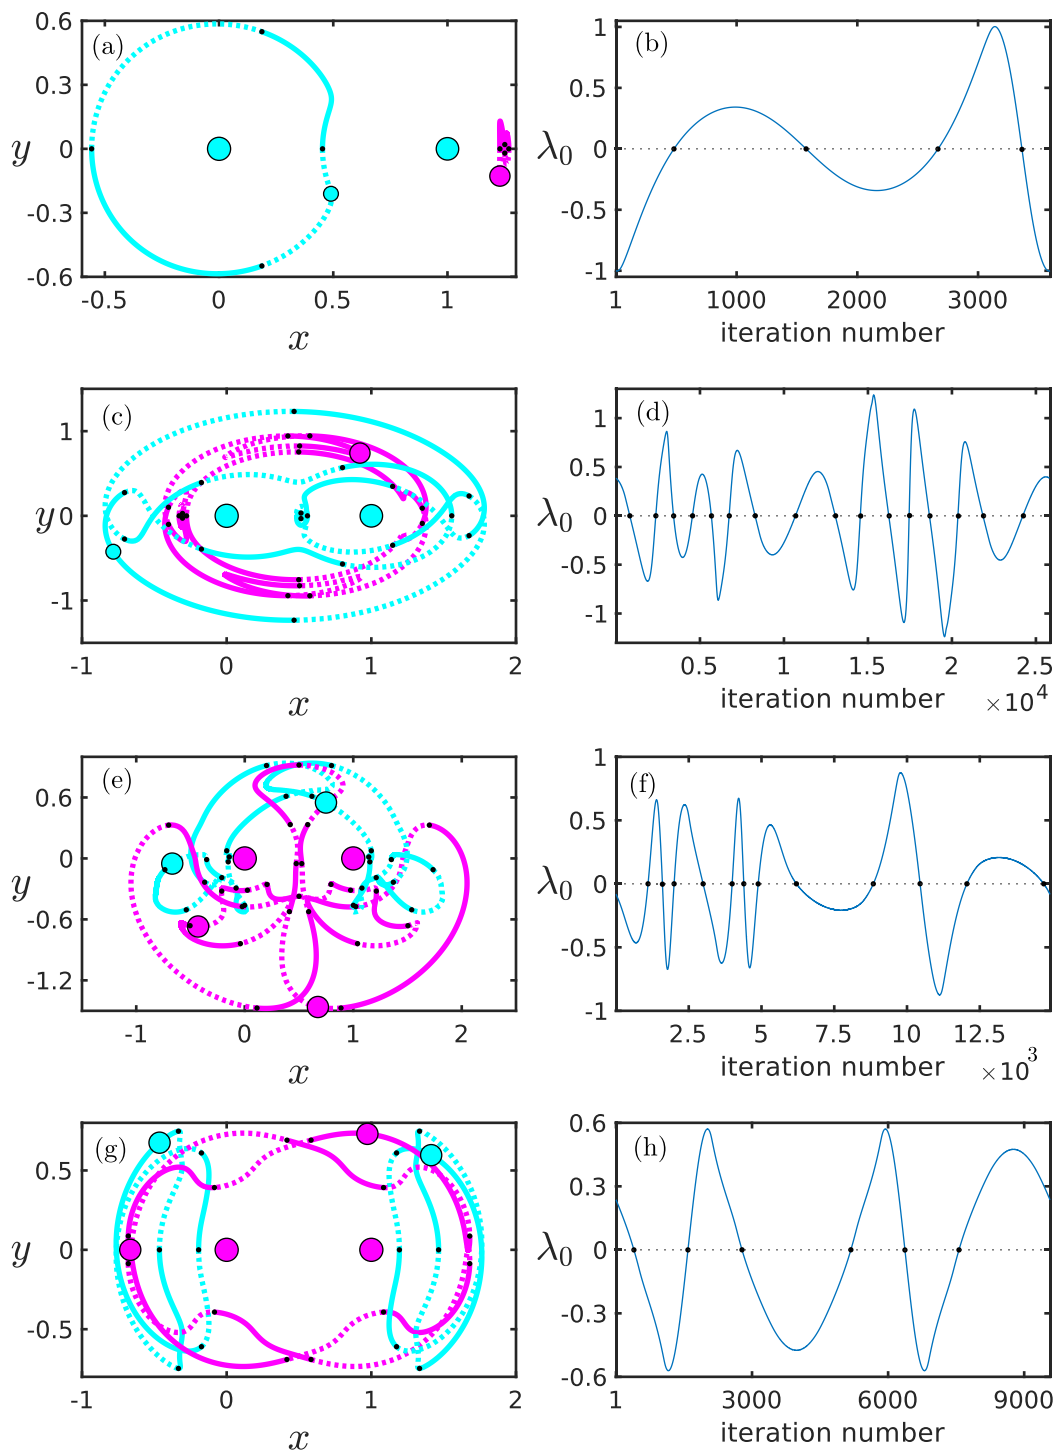 (a)
0.6
0.3
0
-0.3
-0.6
y
-0.5 0 0.5 1
x
(b)
1
0.5
0
-0.5
-1
λ0
1 1000 2000 3000
iteration number
(c)
1
0
-1
y
-1 0 1 2
x
(d)
1
0.5
0
-0.5
-1
λ0
0.5 1 1.5 2 2.5
iteration number ×10^4
(e)
0.6
0
-0.6
-1.2
y
-1 0 1 2
x
(f)
1
0.5
0
-0.5
-1
λ0
2.5 5 7.5 10 12.5
iteration number ×10^3
(g)
0.5
0
-0.5
y
-1 0 1 2
x
(h)
0.6
0.3
0
-0.3
-0.6
λ0
1 3000 6000 9000
iteration number